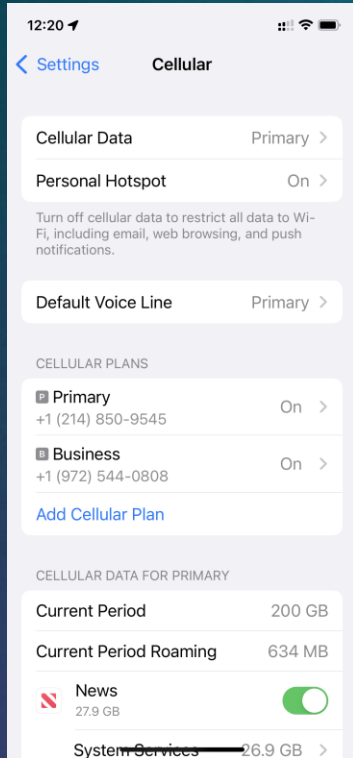 12:20
Settings
Cellular
Cellular Data Primary
Personal Hotspot On
Turn off cellular data to restrict all data to Wi-
Fi, including email, web browsing, and push
notifications.
Default Voice Line Primary
CELLULAR PLANS
P Primary
+1 (214) 850-9545 On
B Business
+1 (972) 544-0808 On
Add Cellular Plan
CELLULAR DATA FOR PRIMARY
Current Period 200 GB
Current Period Roaming 634 MB
News
27.9 GB
System Services 26.9 GB